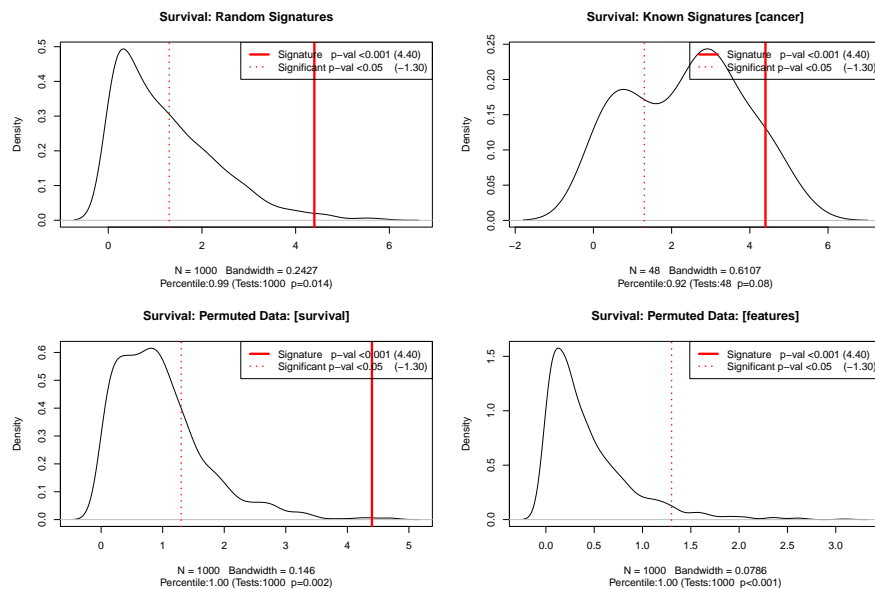 Survival: Random Signatures
Signature p−val <0.001 (4.40)
Significant p−val <0.05 (−1.30)
Density
0.0 0.1 0.2 0.3 0.4 0.5
0 2 4 6
N = 1000 Bandwidth = 0.2427
Percentile:0.99 (Tests:1000 p=0.014)
Survival: Known Signatures [cancer]
Signature p−val <0.001 (4.40)
Significant p−val <0.05 (−1.30)
Density
0.00 0.05 0.10 0.15 0.20 0.25
−2 0 2 4 6
N = 48 Bandwidth = 0.6107
Percentile:0.92 (Tests:48 p=0.08)
Survival: Permuted Data: [survival]
Signature p−val <0.001 (4.40)
Significant p−val <0.05 (−1.30)
Density
0.0 0.1 0.2 0.3 0.4 0.5 0.6
0 1 2 3 4 5
N = 1000 Bandwidth = 0.146
Percentile:1.00 (Tests:1000 p=0.002)
Survival: Permuted Data: [features]
Signature p−val <0.001 (4.40)
Significant p−val <0.05 (−1.30)
Density
0.0 0.5 1.0 1.5
0.0 0.5 1.0 1.5 2.0 2.5 3.0
N = 1000 Bandwidth = 0.0786
Percentile:1.00 (Tests:1000 p<0.001)